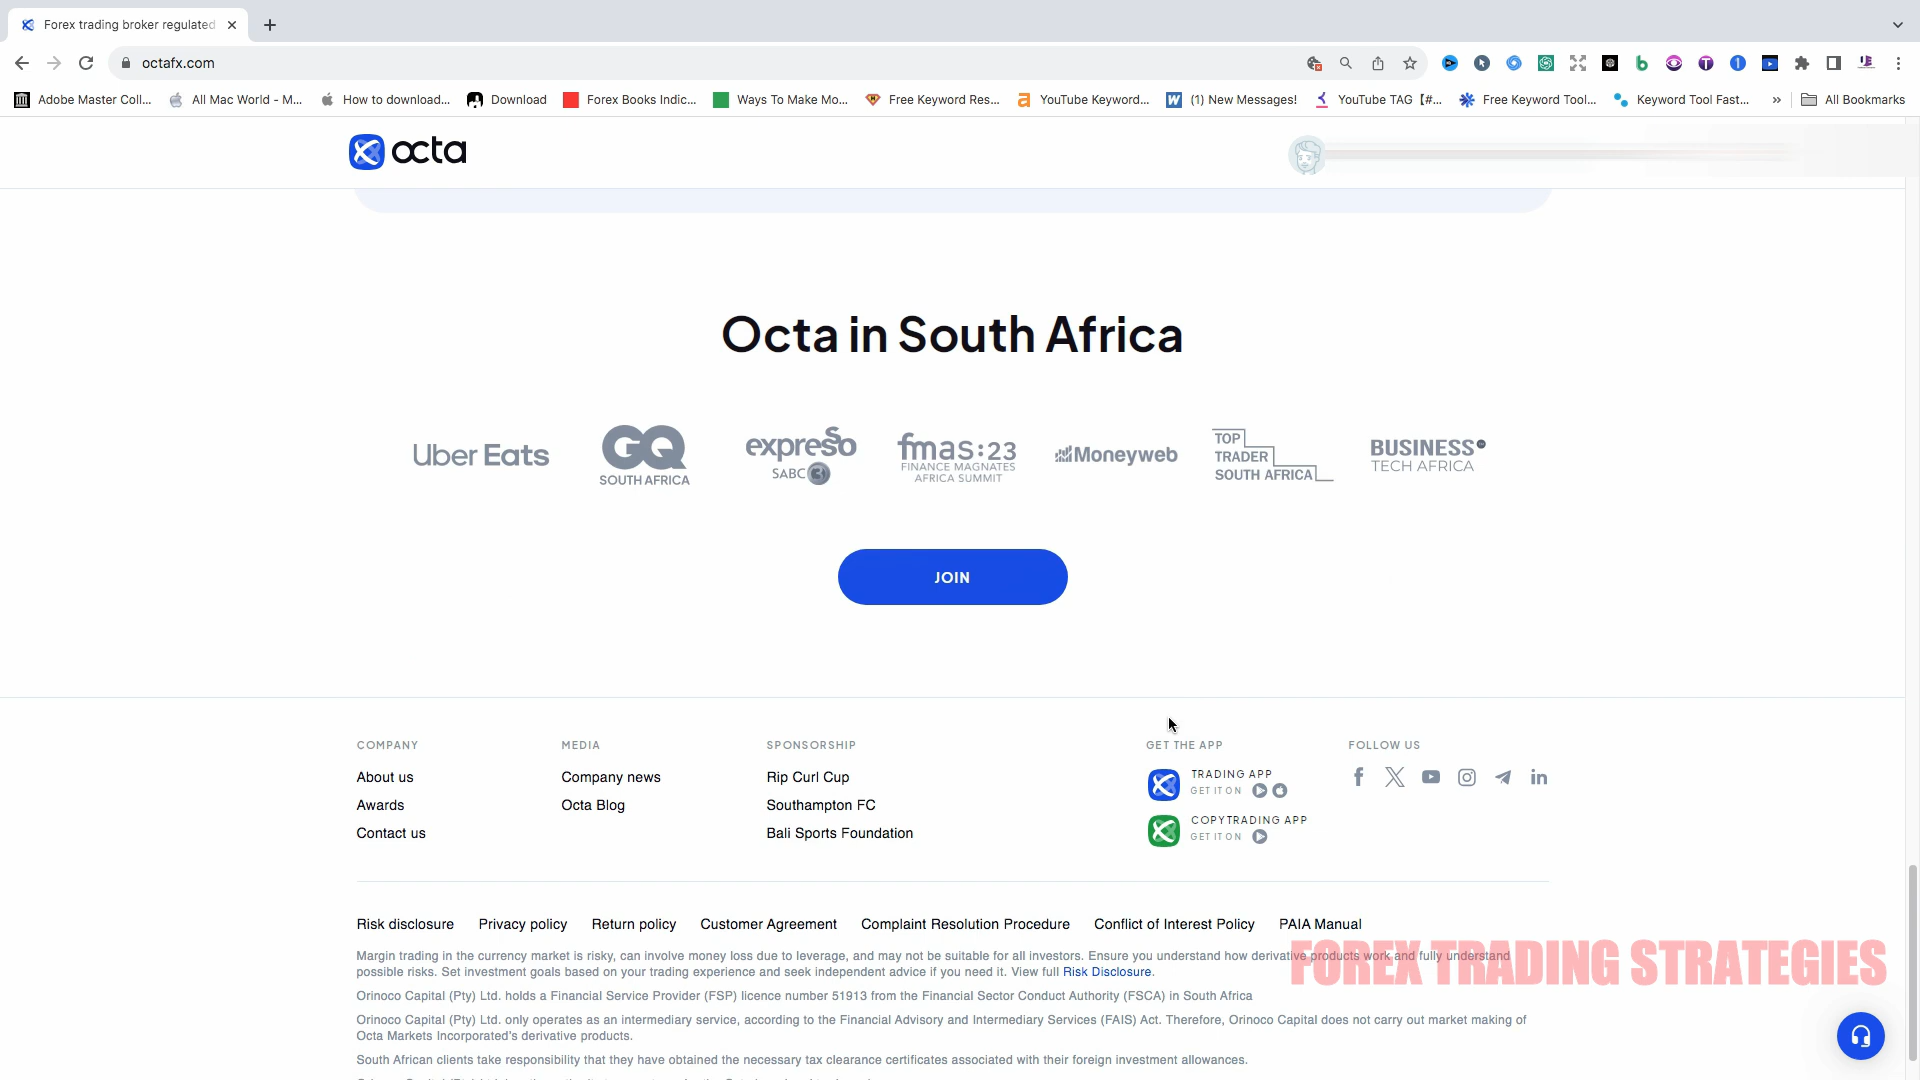 Forex trading broker regulated
octafx.com
Adobe Master Coll...
All Mac World - M...
How to download...
Download
Forex Books Indic...
Ways To Make Mo...
Free Keyword Res...
YouTube Keyword...
(1) New Messages!
YouTube TAG【#...
Free Keyword Tool...
Keyword Tool Fast...
»
All Bookmarks
octa
Octa in South Africa
Uber Eats
GQ
SOUTH AFRICA
expresso
SABC 3
fmas:23
FINANCE MAGNATES
AFRICA SUMMIT
Moneyweb
TOP
TRADER
SOUTH AFRICA
BUSINESS
TECH AFRICA
JOIN
COMPANY
About us
Awards
Contact us
MEDIA
Company news
Octa Blog
SPONSORSHIP
Rip Curl Cup
Southampton FC
Bali Sports Foundation
GET THE APP
TRADING APP
GET IT ON
COPYTRADING APP
GET IT ON
FOLLOW US
Risk disclosure Privacy policy Return policy Customer Agreement Complaint Resolution Procedure Conflict of Interest Policy PAIA Manual
Margin trading in the currency market is risky, can involve money loss due to leverage, and may not be suitable for all investors. Ensure you understand how derivative products work and fully understand
possible risks. Set investment goals based on your trading experience and seek independent advice if you need it. View full Risk Disclosure.
FOREX TRADING STRATEGIES
Orinoco Capital (Pty) Ltd. holds a Financial Service Provider (FSP) licence number 51913 from the Financial Sector Conduct Authority (FSCA) in South Africa
Orinoco Capital (Pty) Ltd. only operates as an intermediary service, according to the Financial Advisory and Intermediary Services (FAIS) Act. Therefore, Orinoco Capital does not carry out market making of
Octa Markets Incorporated's derivative products.
South African clients take responsibility that they have obtained the necessary tax clearance certificates associated with their foreign investment allowances.